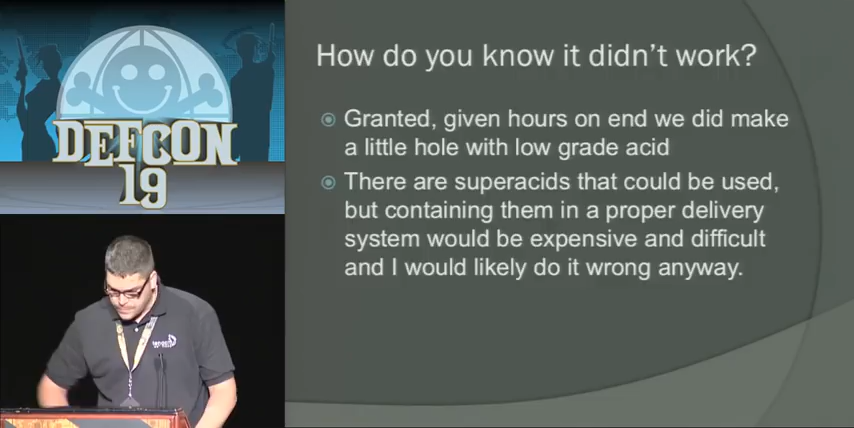 DEFCON
19
How do you know it didn't work?
Granted, given hours on end we did make
a little hole with low grade acid
There are superacids that could be used,
but containing them in a proper delivery
system would be expensive and difficult
and I would likely do it wrong anyway.